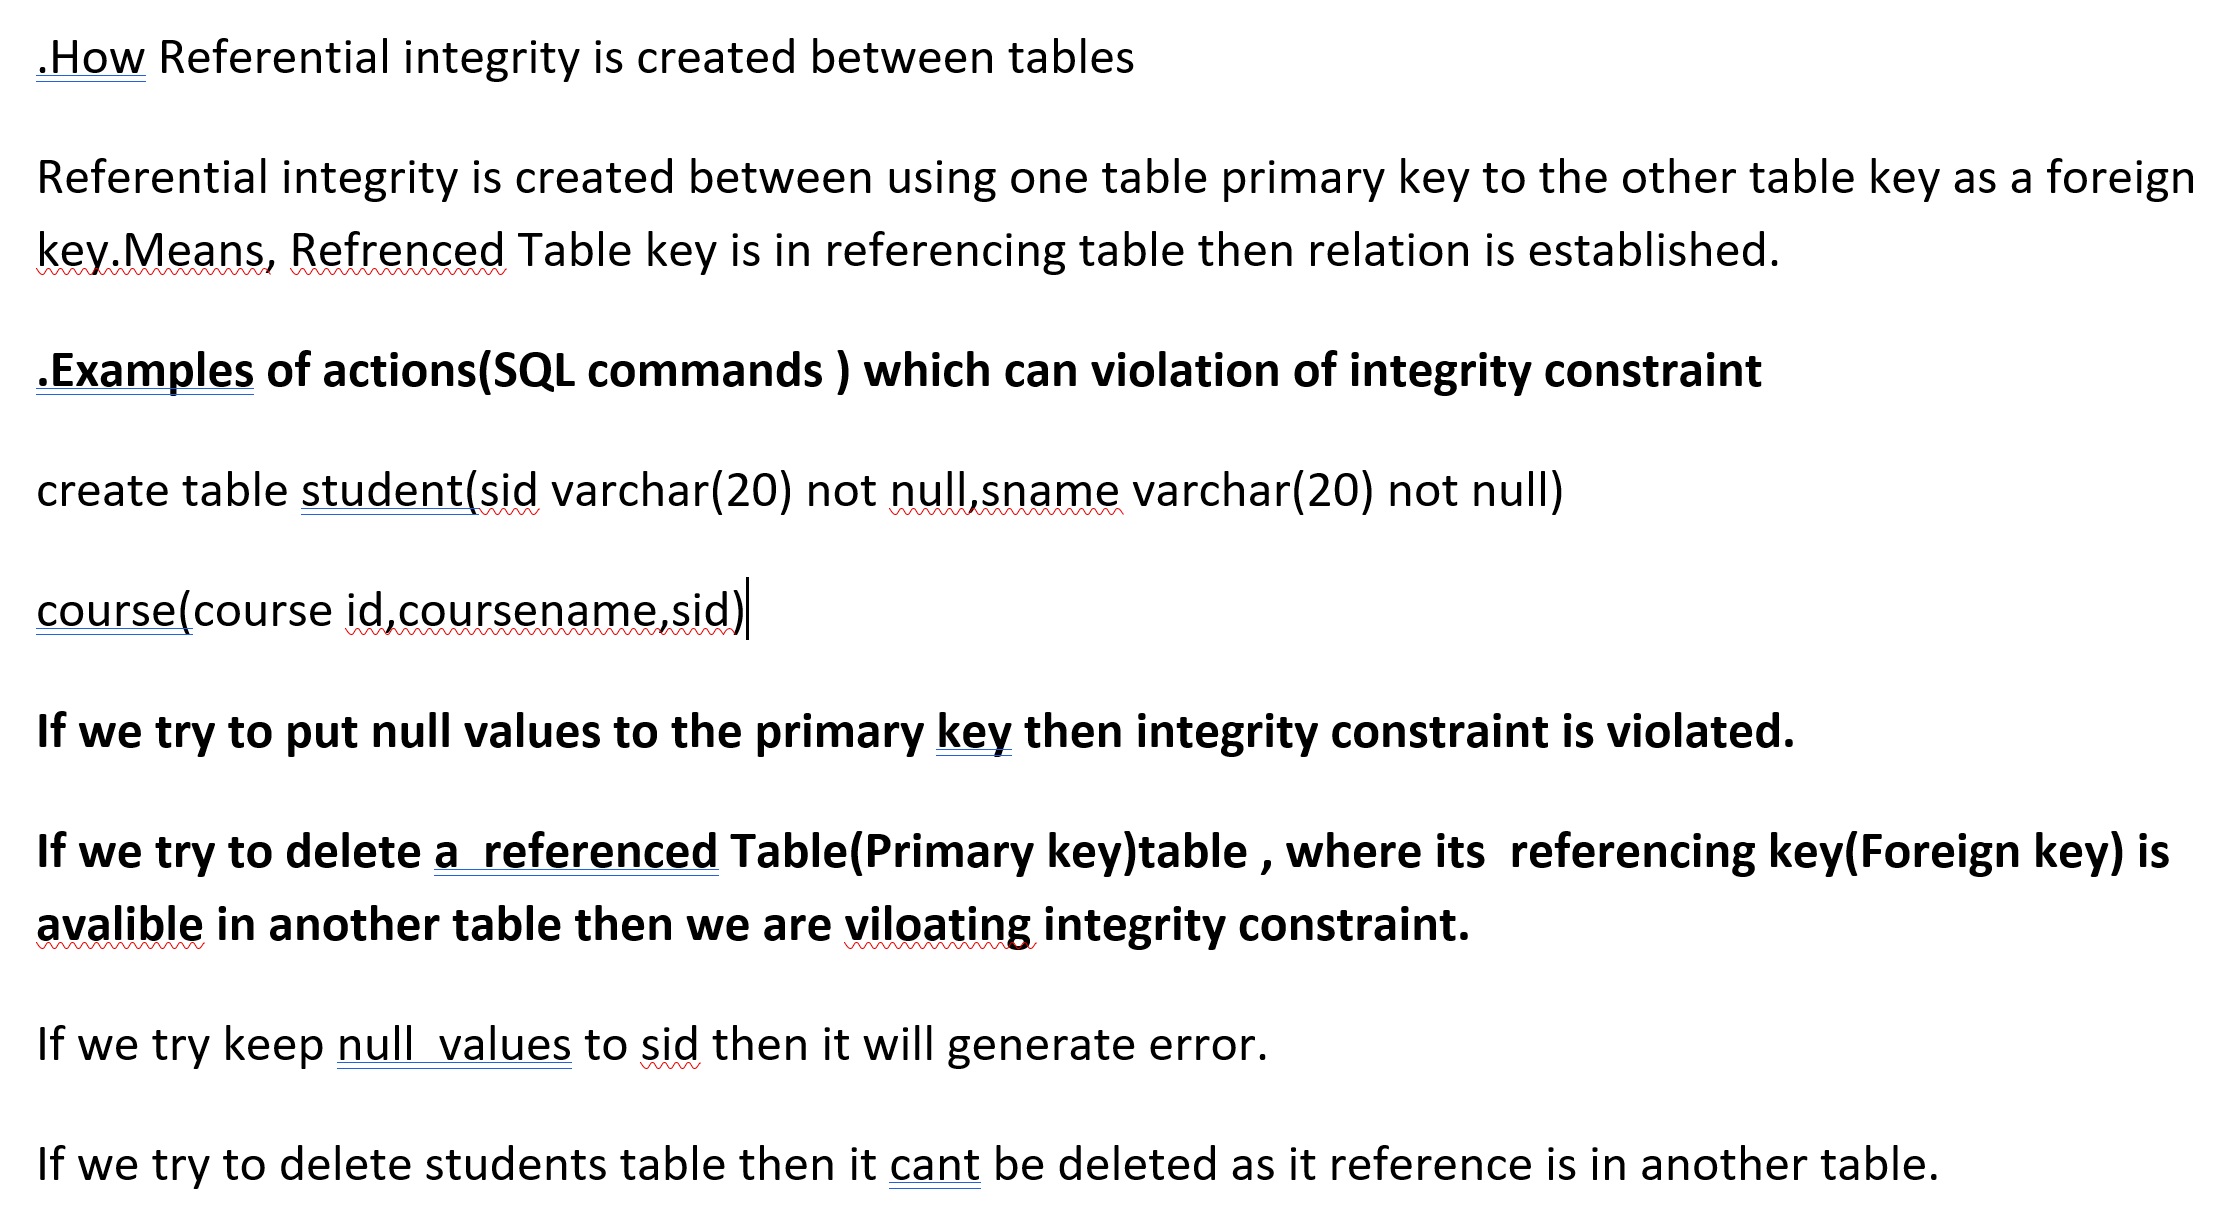 .How Referential integrity is created between tables
Referential integrity is created between using one table primary key to the other table key as a foreign
key.Means, Refrenced Table key is in referencing table then relation is established.
.Examples of actions(SQL commands ) which can violation of integrity constraint
create table student(sid varchar(20) not null,sname varchar(20) not null)
course(course id,coursename,sid)
If we try to put null values to the primary key then integrity constraint is violated.
If we try to delete a  referenced Table(Primary key)table , where its  referencing key(Foreign key) is
avalible in another table then we are viloating integrity constraint.
If we try keep null  values to sid then it will generate error.
If we try to delete students table then it cant be deleted as it reference is in another table.